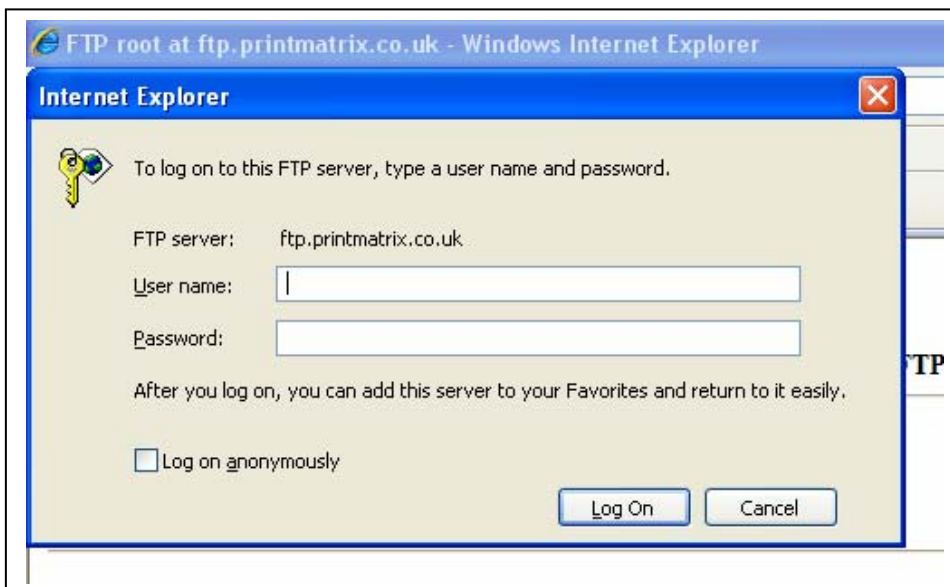 FTP root at ftp.printmatrix.co.uk - Windows Internet Explorer
Internet Explorer
To log on to this FTP server, type a user name and password.
FTP server: ftp.printmatrix.co.uk
User name:
Password:
FTP
After you log on, you can add this server to your Favorites and return to it easily.
Log on anonymously
Log On Cancel